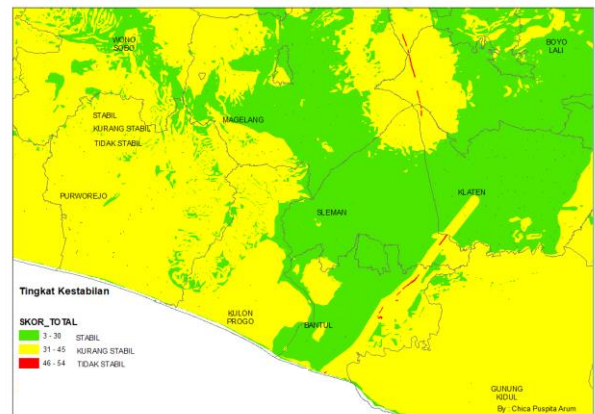 WONO
SOBO
BOYO
LALI
STABIL
KURANG STABIL
TIDAK STABIL
MAGELANG
PURWOREJO
KLATEN
SLEMAN
KULON
PROGO
BANTUL
GUNUNG
KIDUL
Tingkat Kestabilan
SKOR_TOTAL
3 - 30 STABIL
31 - 45 KURANG STABIL
46 - 54 TIDAK STABIL
By : Chica Puspita Arum